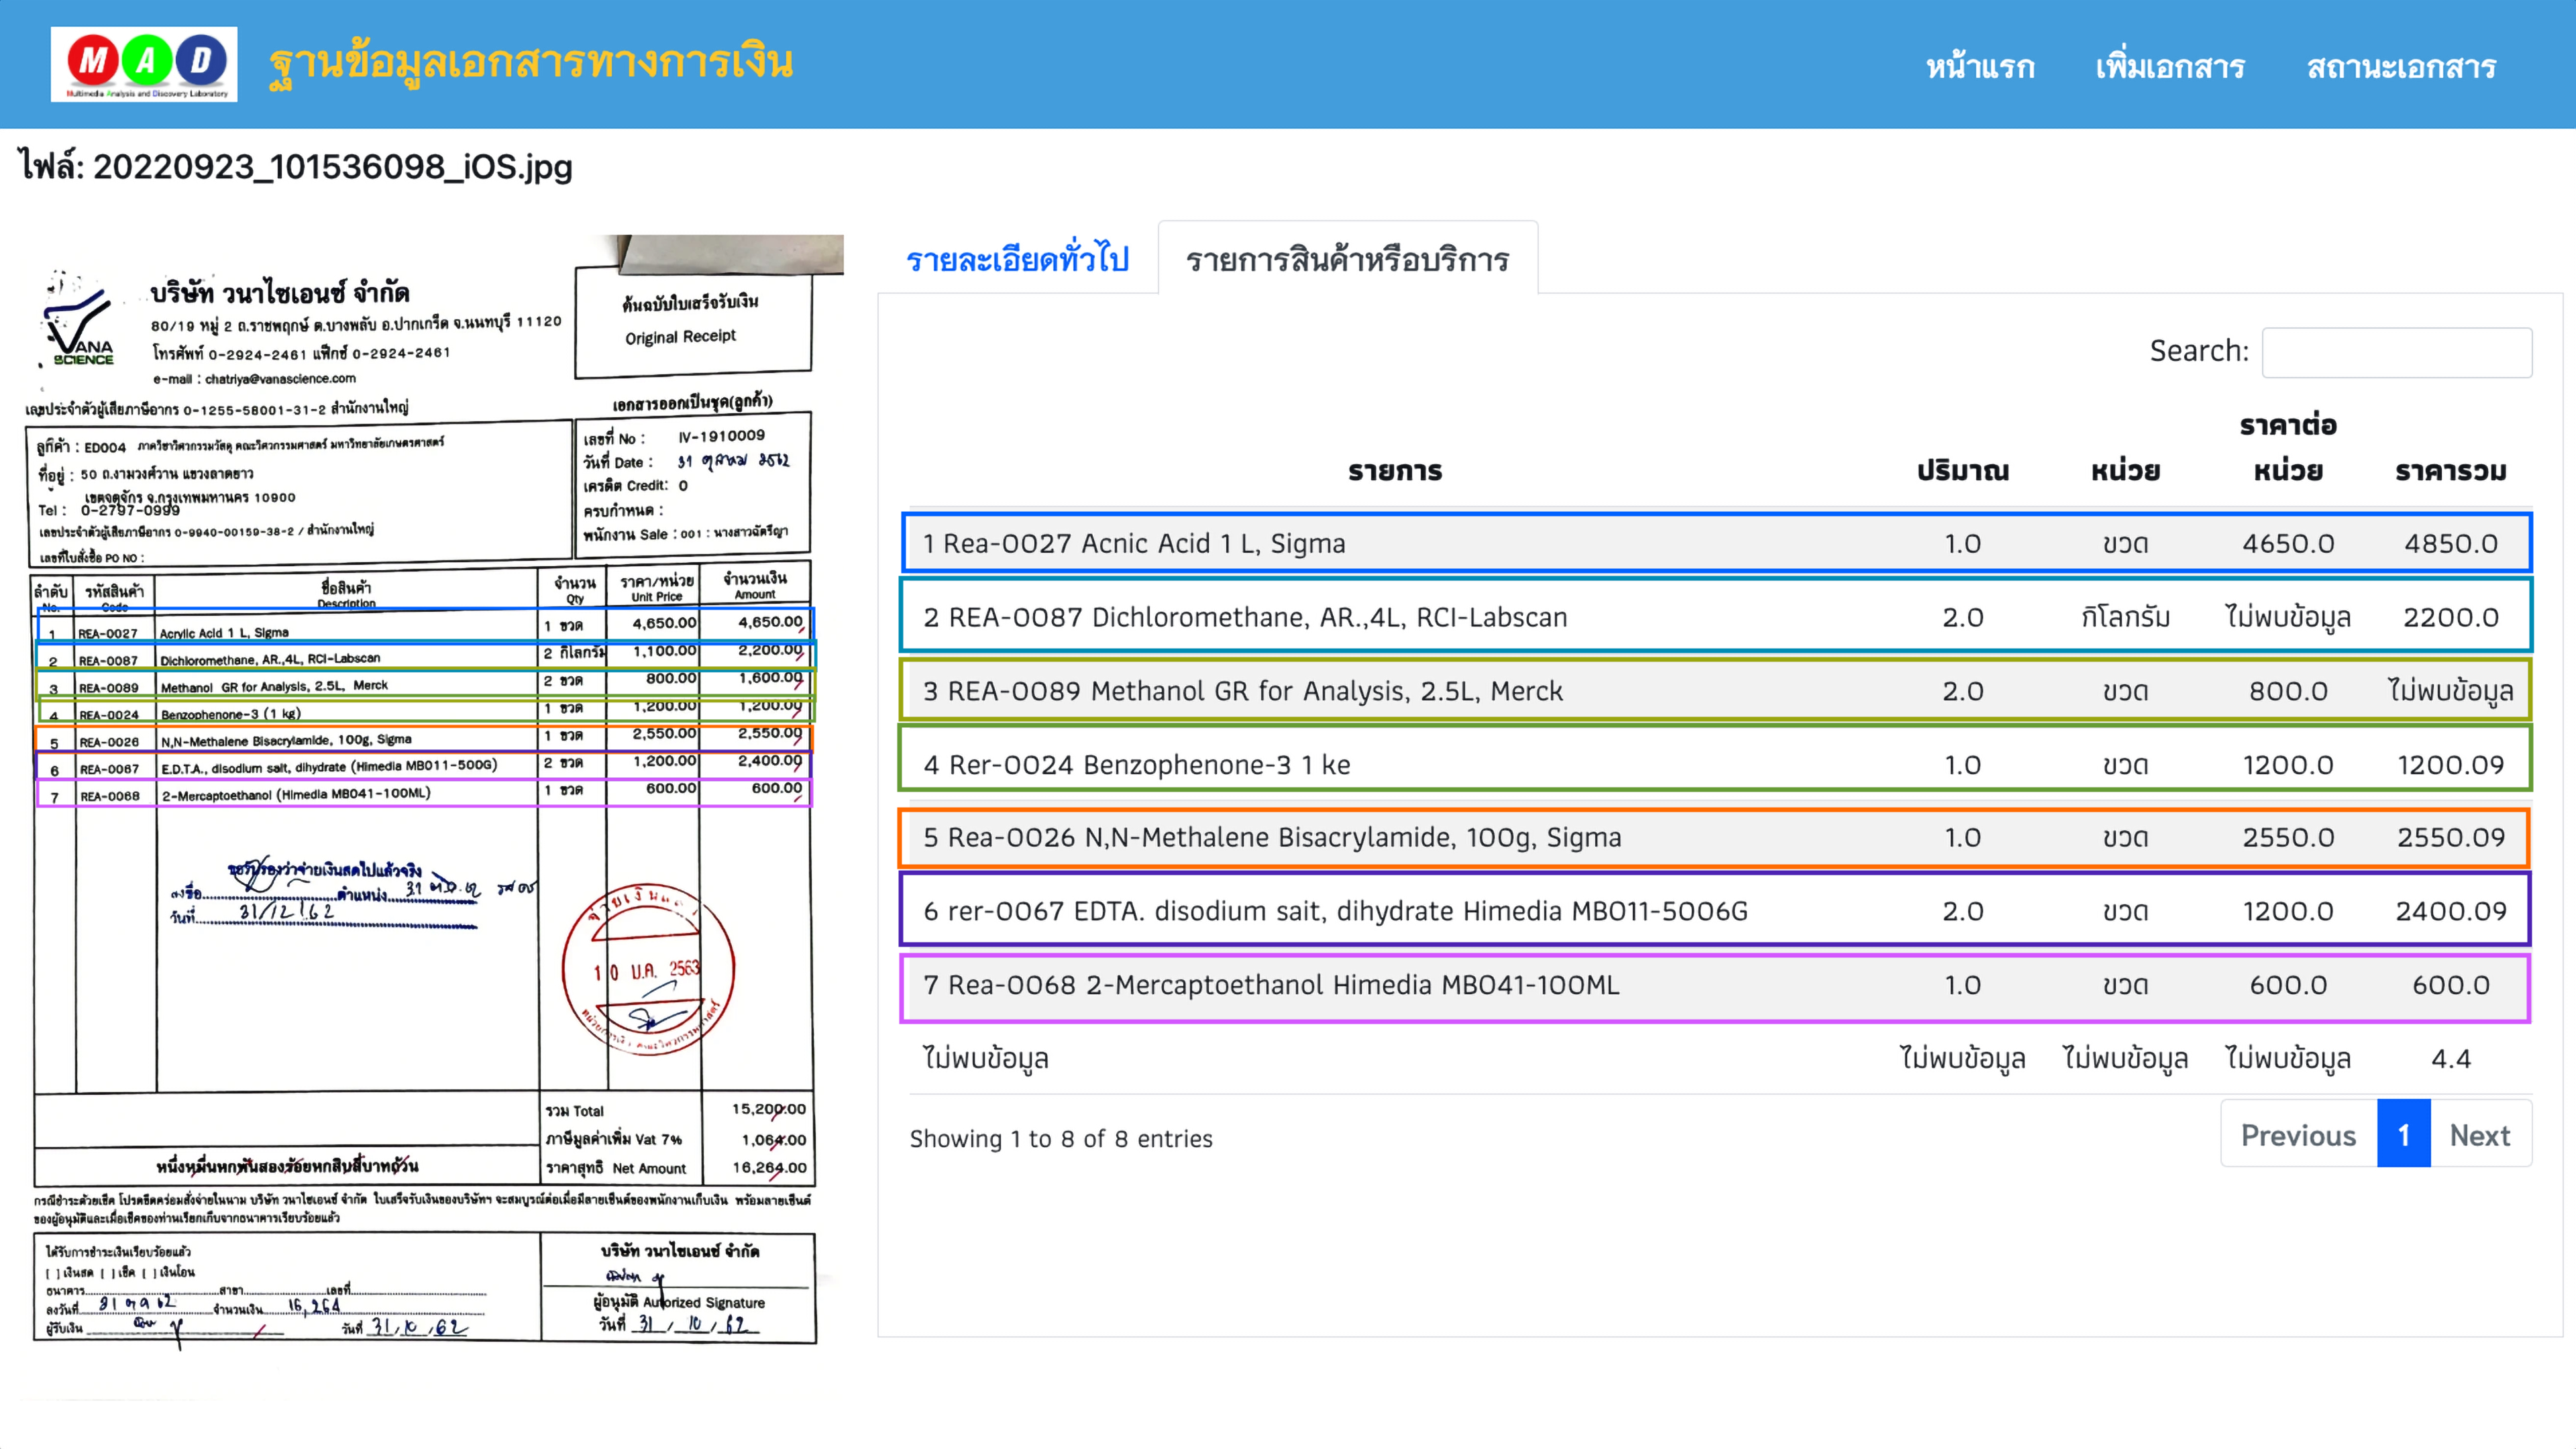 MAD
Multimedia Analysis and Discovery Laboratory
ฐานข้อมูลเอกสารทางการเงิน
หน้าแรก เพิ่มเอกสาร สถานะเอกสาร
ไฟล์: 20220923_101536098_iOS.jpg
VANA
SCIENCE
บริษัท วนาไซเอนซ์ จำกัด
80/19 หมู่ 2 ถ.ราชพฤกษ์ ต.บางพลับ อ.ปากเกร็ด จ.นนทบุรี 11120
โทรศัพท์ 0-2924-2461 แฟ็กซ์ 0-2924-2461
e-mail : chatriya@vanascience.com
ต้นฉบับใบเสร็จรับเงิน
Original Receipt
เลขประจำตัวผู้เสียภาษีอากร 0-1255-58001-31-2 สำนักงานใหญ่
เอกสารออกเป็นชุด(ลูกค้า)
ลูกค้า : ED004 ภาควิชาวิศวกรรมวัสดุ คณะวิศวกรรมศาสตร์ มหาวิทยาลัยเกษตรศาสตร์
ที่อยู่ : 50 ถ.งามวงศ์วาน แขวงลาดยาว
เขตจตุจักร จ.กรุงเทพมหานคร 10900
Tel : 0-2797-0999
เลขประจำตัวผู้เสียภาษีอากร 0-9940-00159-38-2 / สำนักงานใหญ่
เลขที่ใบสั่งซื้อ PO NO :
เลขที่ No : IV-1910009
วันที่ Date : 31 ตุลาคม 2562
เครดิต Credit: 0
ครบกำหนด :
พนักงาน Sale : 001 : นางสาวฉัตรียา
ลำดับ รหัสสินค้า ชื่อสินค้า จำนวน ราคา/หน่วย จำนวนเงิน
No. Code Description Qty Unit Price Amount
1 REA-0027 Acrylic Acid 1 L, Sigma 1 ขวด 4,650.00 4,650.00
2 REA-0087 Dichloromethane, AR.,4L, RCI-Labscan 2 กิโลกรัม 1,100.00 2,200.00
3 REA-0089 Methanol GR for Analysis, 2.5L, Merck 2 ขวด 800.00 1,600.00
4 REA-0024 Benzophenone-3 (1 kg) 1 ขวด 1,200.00 1,200.00
5 REA-0026 N,N-Methalene Bisacrylamide, 100g, Sigma 1 ขวด 2,550.00 2,550.00
6 REA-0067 E.D.T.A., disodium salt, dihydrate (Himedia MB011-500G) 2 ขวด 1,200.00 2,400.00
7 REA-0068 2-Mercaptoethanol (Himedia MB041-100ML) 1 ขวด 600.00 600.00
ขอรับรองว่าจ่ายเงินสดไปแล้วจริง
ลงชื่อ ตำแหน่ง
วันที่ 31/12/62
จ่ายเงินแล้ว
10 ม.ค. 2563
รวม Total 15,200.00
ภาษีมูลค่าเพิ่ม Vat 7% 1,064.00
หนึ่งหมื่นหกพันสองร้อยหกสิบสี่บาทถ้วน ราคาสุทธิ Net Amount 16,264.00
กรณีชำระด้วยเช็ค โปรดขีดคร่อมสั่งจ่ายในนาม บริษัท วนาไซเอนซ์ จำกัด ใบเสร็จรับเงินของบริษัทฯ จะสมบูรณ์ต่อเมื่อมีลายเซ็นต์ของพนักงานเก็บเงิน พร้อมลายเซ็นต์
ของผู้อนุมัติและเมื่อเช็คของท่านเรียกเก็บจากธนาคารเรียบร้อยแล้ว
ได้รับการชำระเงินเรียบร้อยแล้ว
[ ] เงินสด [ ] เช็ค [ ] เงินโอน
ธนาคาร สาขา เลขที่
ลงวันที่ 31 ตค 62 จำนวนเงิน 16,264
ผู้รับเงิน วันที่ 31/10/62
บริษัท วนาไซเอนซ์ จำกัด
ผู้อนุมัติ Autorized Signature
วันที่ 31 / 10 / 62
รายละเอียดทั่วไป รายการสินค้าหรือบริการ
Search:
รายการ ปริมาณ หน่วย ราคาต่อหน่วย ราคารวม
1 Rea-0027 Acnic Acid 1 L, Sigma 1.0 ขวด 4650.0 4850.0
2 REA-0087 Dichloromethane, AR.,4L, RCI-Labscan 2.0 กิโลกรัม ไม่พบข้อมูล 2200.0
3 REA-0089 Methanol GR for Analysis, 2.5L, Merck 2.0 ขวด 800.0 ไม่พบข้อมูล
4 Rer-0024 Benzophenone-3 1 ke 1.0 ขวด 1200.0 1200.09
5 Rea-0026 N,N-Methalene Bisacrylamide, 100g, Sigma 1.0 ขวด 2550.0 2550.09
6 rer-0067 EDTA. disodium sait, dihydrate Himedia MB011-5006G 2.0 ขวด 1200.0 2400.09
7 Rea-0068 2-Mercaptoethanol Himedia MB041-100ML 1.0 ขวด 600.0 600.0
ไม่พบข้อมูล ไม่พบข้อมูล ไม่พบข้อมูล ไม่พบข้อมูล 4.4
Showing 1 to 8 of 8 entries
Previous 1 Next